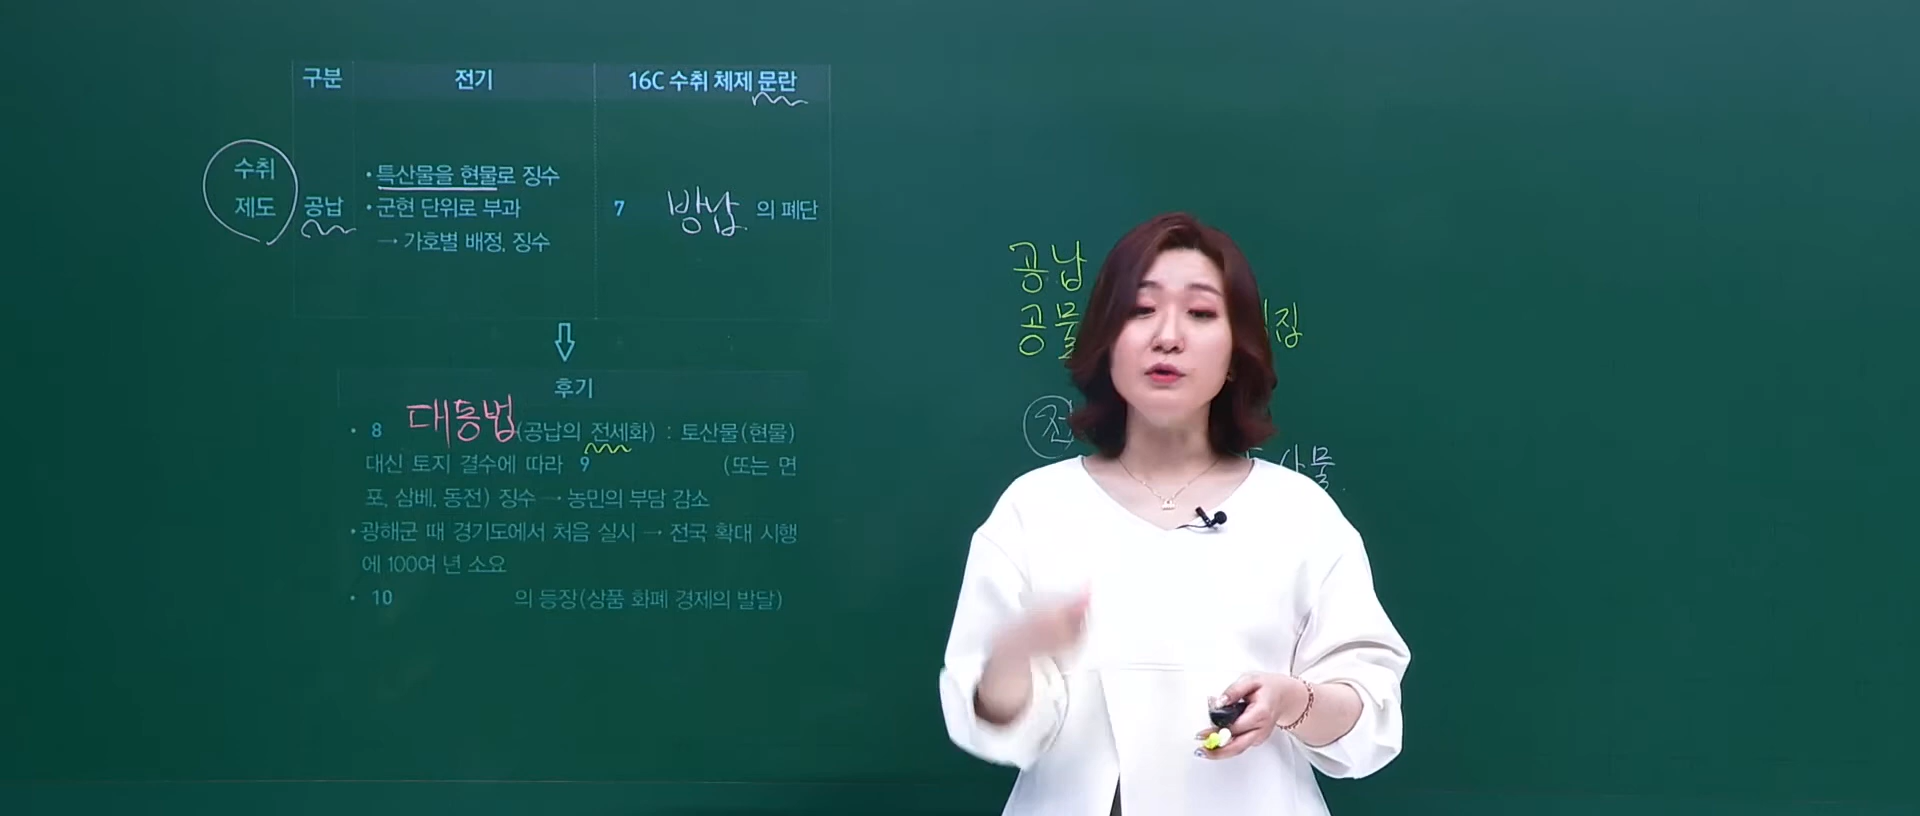 구분 전기 16C 수취 체제 문란
수취
제도
공납
• 특산물을 현물로 징수
• 군현 단위로 부과
→ 가호별 배정, 징수
7 방납의 폐단
후기
• 8 대동법(공납의 전세화) : 토산물(현물)
대신 토지 결수에 따라 9 (또는 면
포, 삼베, 동전) 징수 → 농민의 부담 감소
• 광해군 때 경기도에서 처음 실시 → 전국 확대 시행
에 100여 년 소요
• 10 의 등장(상품 화폐 경제의 발달)
공납
공물 집
전
물